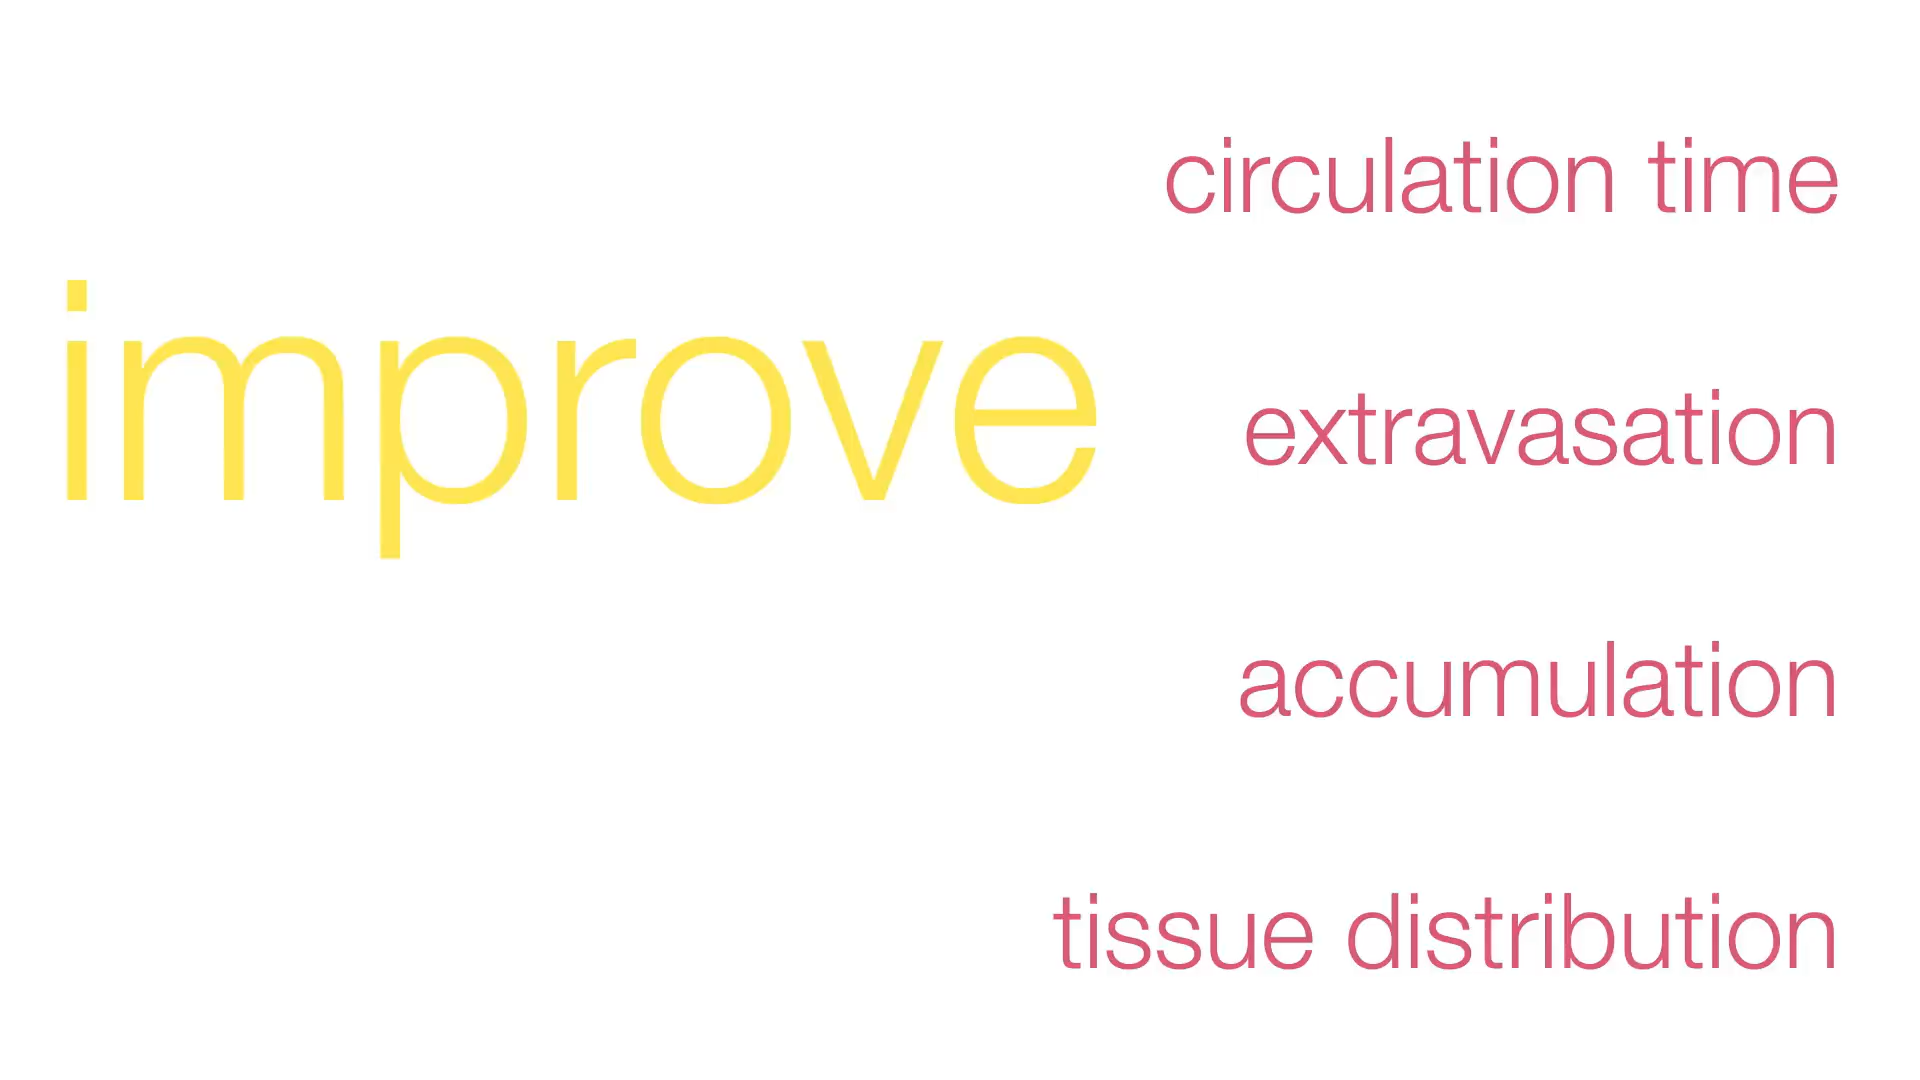 improve
circulation time
extravasation
accumulation
tissue distribution